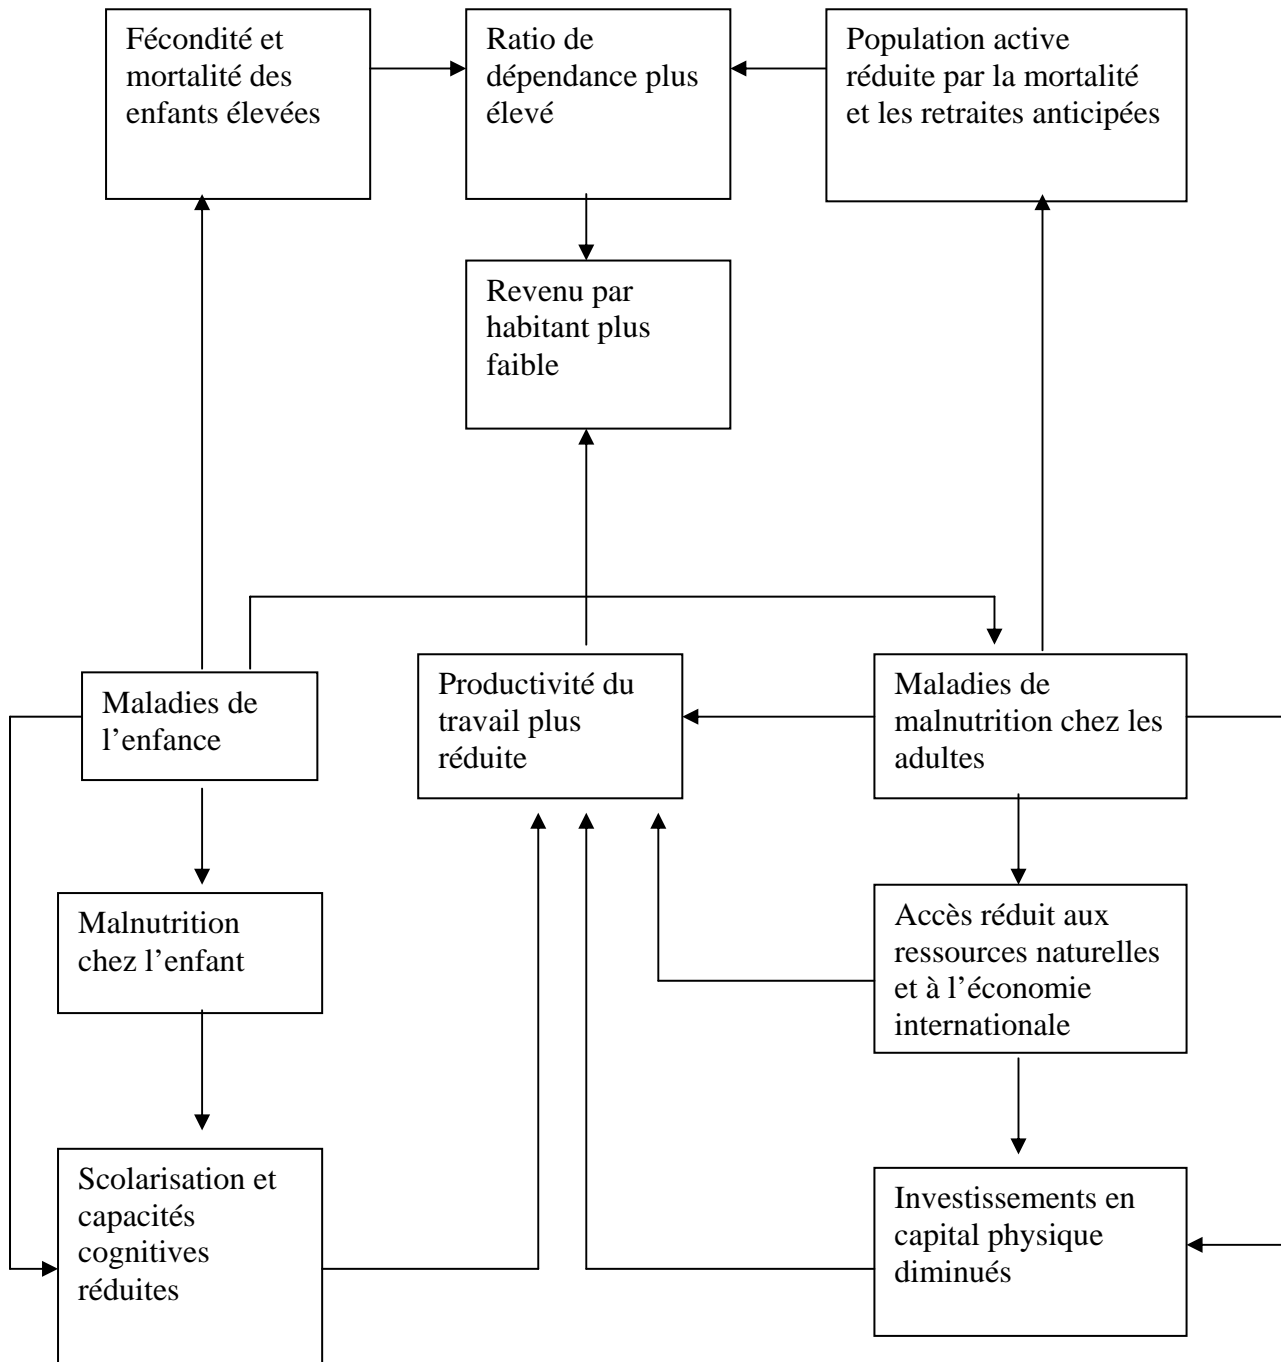 Fécondité et
mortalité des
enfants élevées
Ratio de
dépendance plus
élevé
Population active
réduite par la mortalité
et les retraites anticipées
Revenu par
habitant plus
faible
Maladies de
l’enfance
Productivité du
travail plus
réduite
Maladies de
malnutrition chez les
adultes
Malnutrition
chez l’enfant
Accès réduit aux
ressources naturelles
et à l’économie
internationale
Scolarisation et
capacités
cognitives
réduites
Investissements en
capital physique
diminués